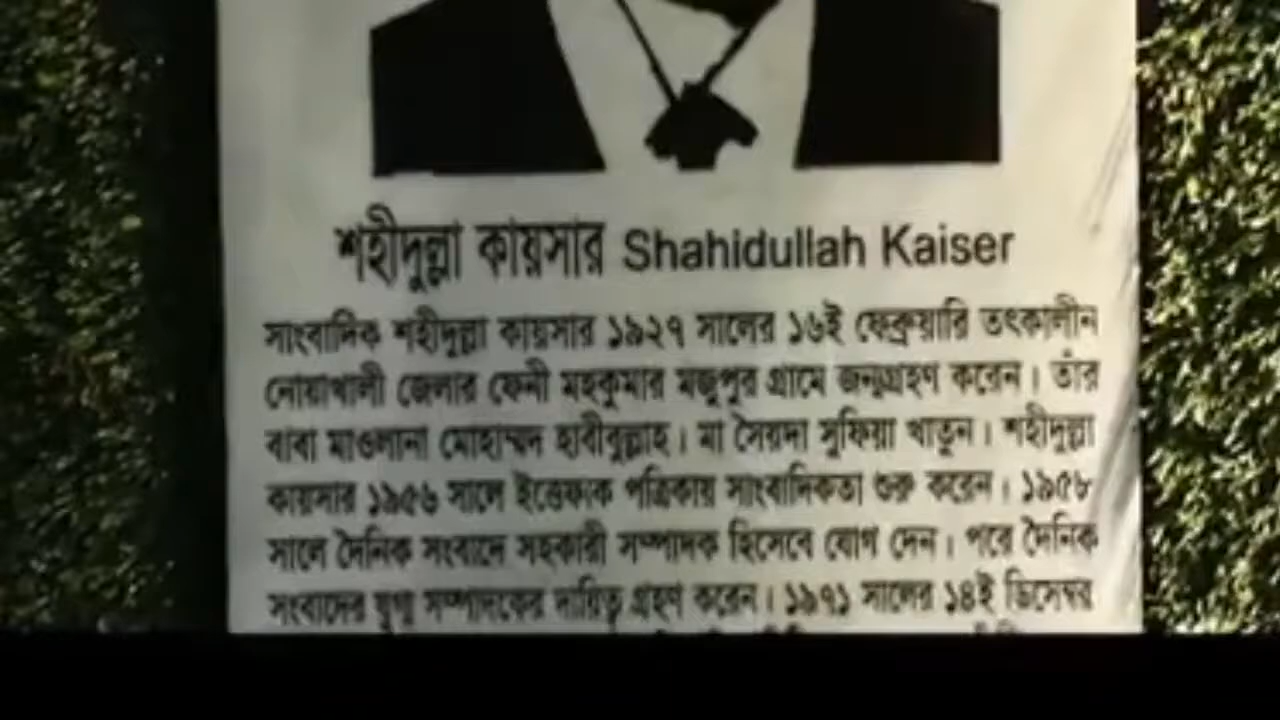 শহীদুল্লা কায়সার Shahidullah Kaiser
সাংবাদিক শহীদুল্লা কায়সার ১৯২৭ সালের ১৬ই ফেব্রুয়ারি তৎকালীন
নোয়াখালী জেলার ফেনী মহকুমার মজুপুর গ্রামে জন্মগ্রহণ করেন। তাঁর
বাবা মাওলানা মোহাম্মদ হাবীবুল্লাহ। মা সৈয়দা সুফিয়া খাতুন। শহীদুল্লা
কায়সার ১৯৫৬ সালে ইত্তেফাক পত্রিকায় সাংবাদিকতা শুরু করেন। ১৯৫৮
সালে দৈনিক সংবাদে সহকারী সম্পাদক হিসেবে যোগ দেন। পরে দৈনিক
সংবাদের যুগ্ম সম্পাদকের দায়িত্ব গ্রহণ করেন। ১৯৭১ সালের ১৪ই ডিসেম্বর